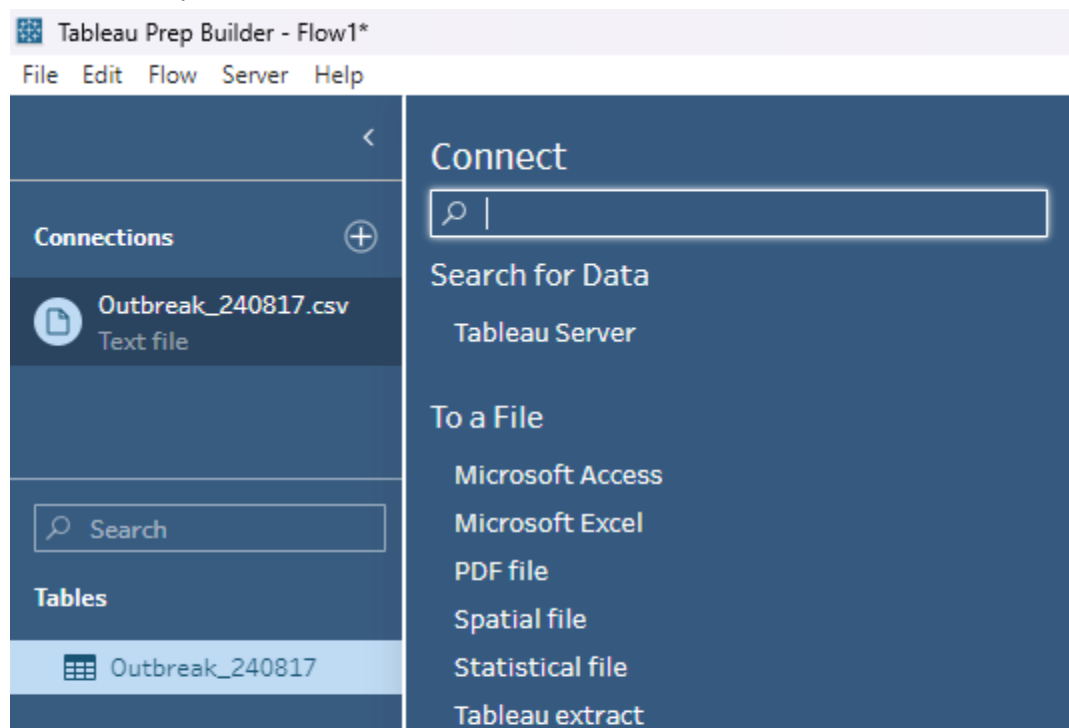 Tableau Prep Builder - Flow1*
File Edit Flow Server Help
Connections
Outbreak_240817.csv
Text file
Search
Tables
Outbreak_240817
Connect
Search for Data
Tableau Server
To a File
Microsoft Access
Microsoft Excel
PDF file
Spatial file
Statistical file
Tableau extract